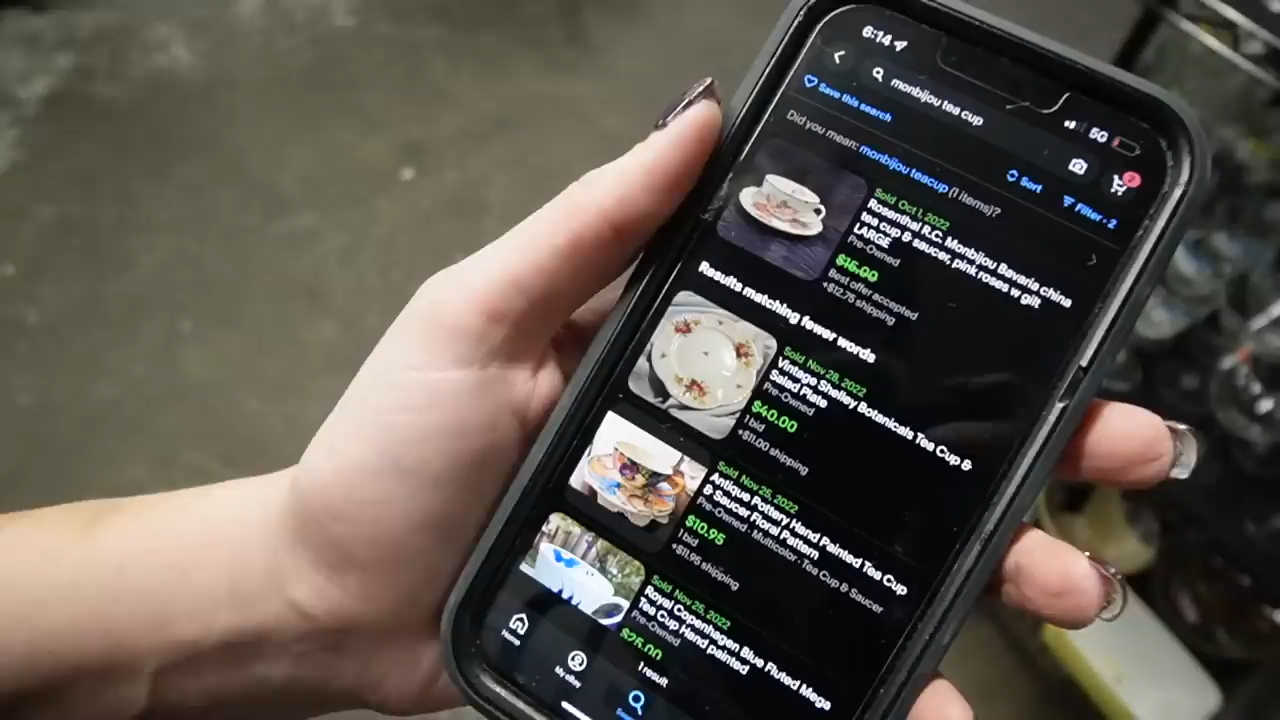 6:14
5G
monbijou tea cup
2
Save this search
Sort
Filter • 2
Did you mean: monbijou teacup (1 items)?
Sold Oct 1, 2022
Rosenthal R.C. Monbijou Bavaria china
tea cup & saucer, pink roses w gilt
LARGE
Pre-Owned
$15.00
Best offer accepted
+$12.75 shipping
Results matching fewer words
Sold Nov 28, 2022
Vintage Shelley Botanicals Tea Cup &
Salad Plate
Pre-Owned
$40.00
1 bid
+$11.00 shipping
Sold Nov 25, 2022
Antique Pottery Hand Painted Tea Cup
& Saucer Floral Pattern
Pre-Owned · Multicolor · Tea Cup & Saucer
$10.95
1 bid
+$11.95 shipping
Sold Nov 25, 2022
Royal Copenhagen Blue Fluted Mega
Tea Cup Hand painted
Pre-Owned
$25.00
1 result
Home
My eBay